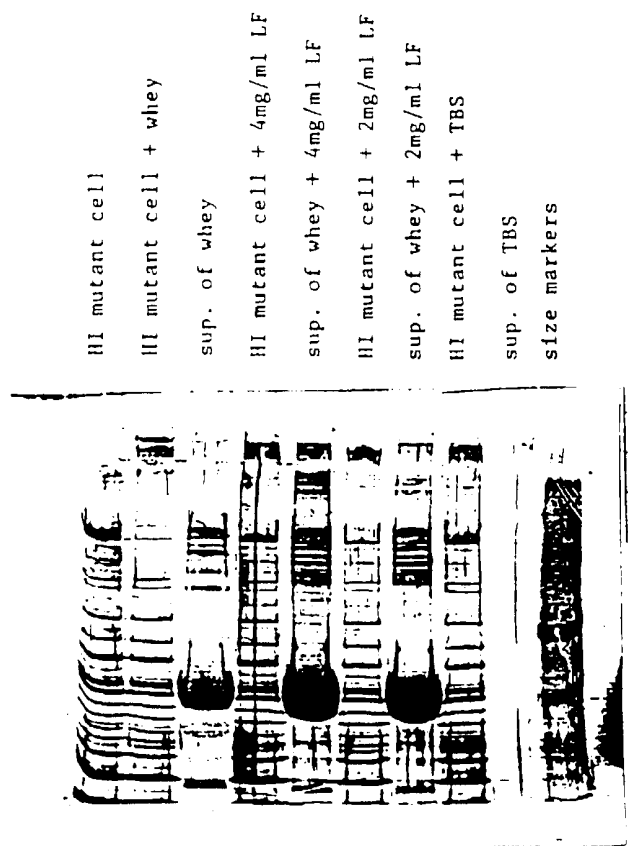 HI mutant cell
HI mutant cell + whey
sup. of whey
HI mutant cell + 4mg/ml LF
sup. of whey + 4mg/ml LF
HI mutant cell + 2mg/ml LF
sup. of whey + 2mg/ml LF
HI mutant cell + TBS
sup. of TBS
size markers